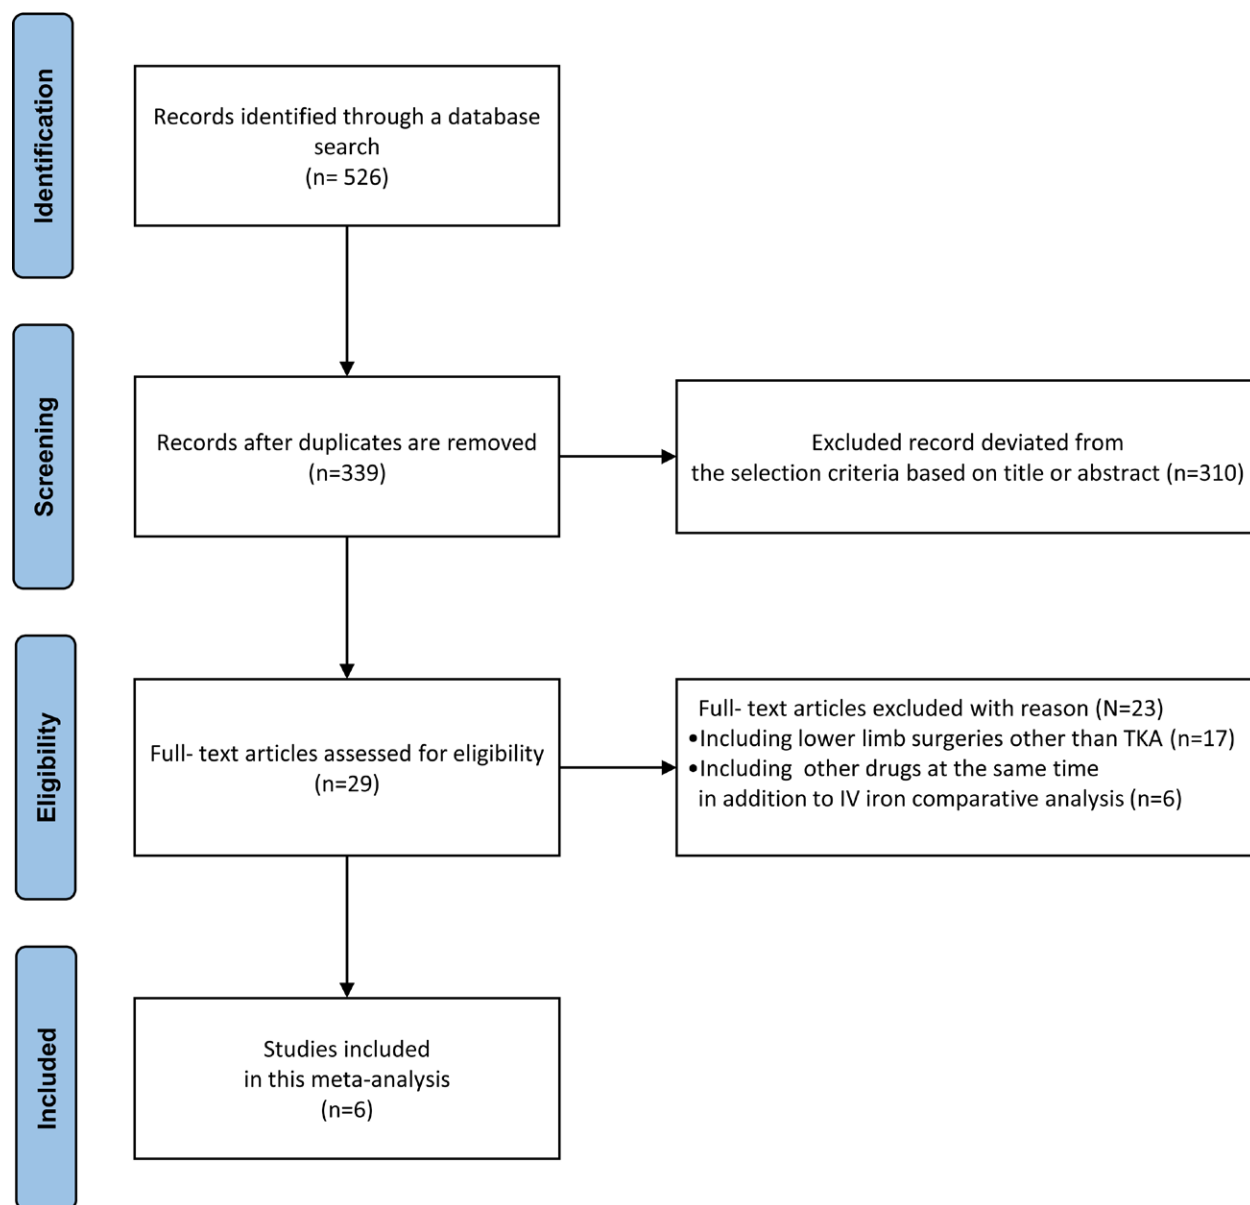 Identification
Records identified through a database
search
(n= 526)
Screening
Records after duplicates are removed
(n=339)
Excluded record deviated from
the selection criteria based on title or abstract (n=310)
Eligibility
Full- text articles assessed for eligibility
(n=29)
Full- text articles excluded with reason (N=23)
•Including lower limb surgeries other than TKA (n=17)
•Including other drugs at the same time
in addition to IV iron comparative analysis (n=6)
Included
Studies included
in this meta-analysis
(n=6)